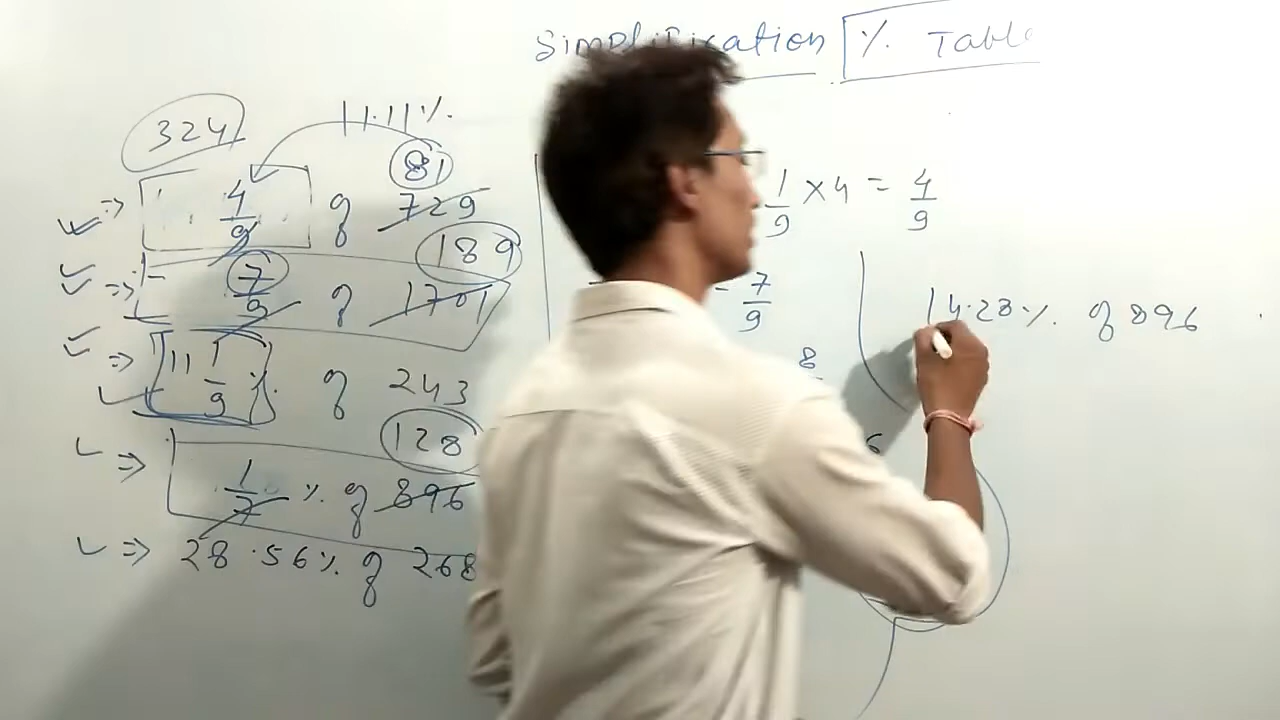 Simplification % Table
324
11.11%
81
=> 4/9 of 729
189
=> 7/9 of 1701
=> 11 1/9 % of 243
128
=> 1/7 % of 896
=> 28.56% of 268
1/9 × 4 = 4/9
= 7/9
8
6
14.28% of 896